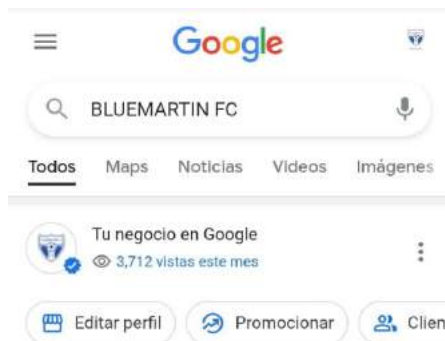 Google
BLUEMARTIN FC
Todos Maps Noticias Videos Imágenes
Tu negocio en Google
3,712 vistas este mes
Editar perfil Promocionar Clien